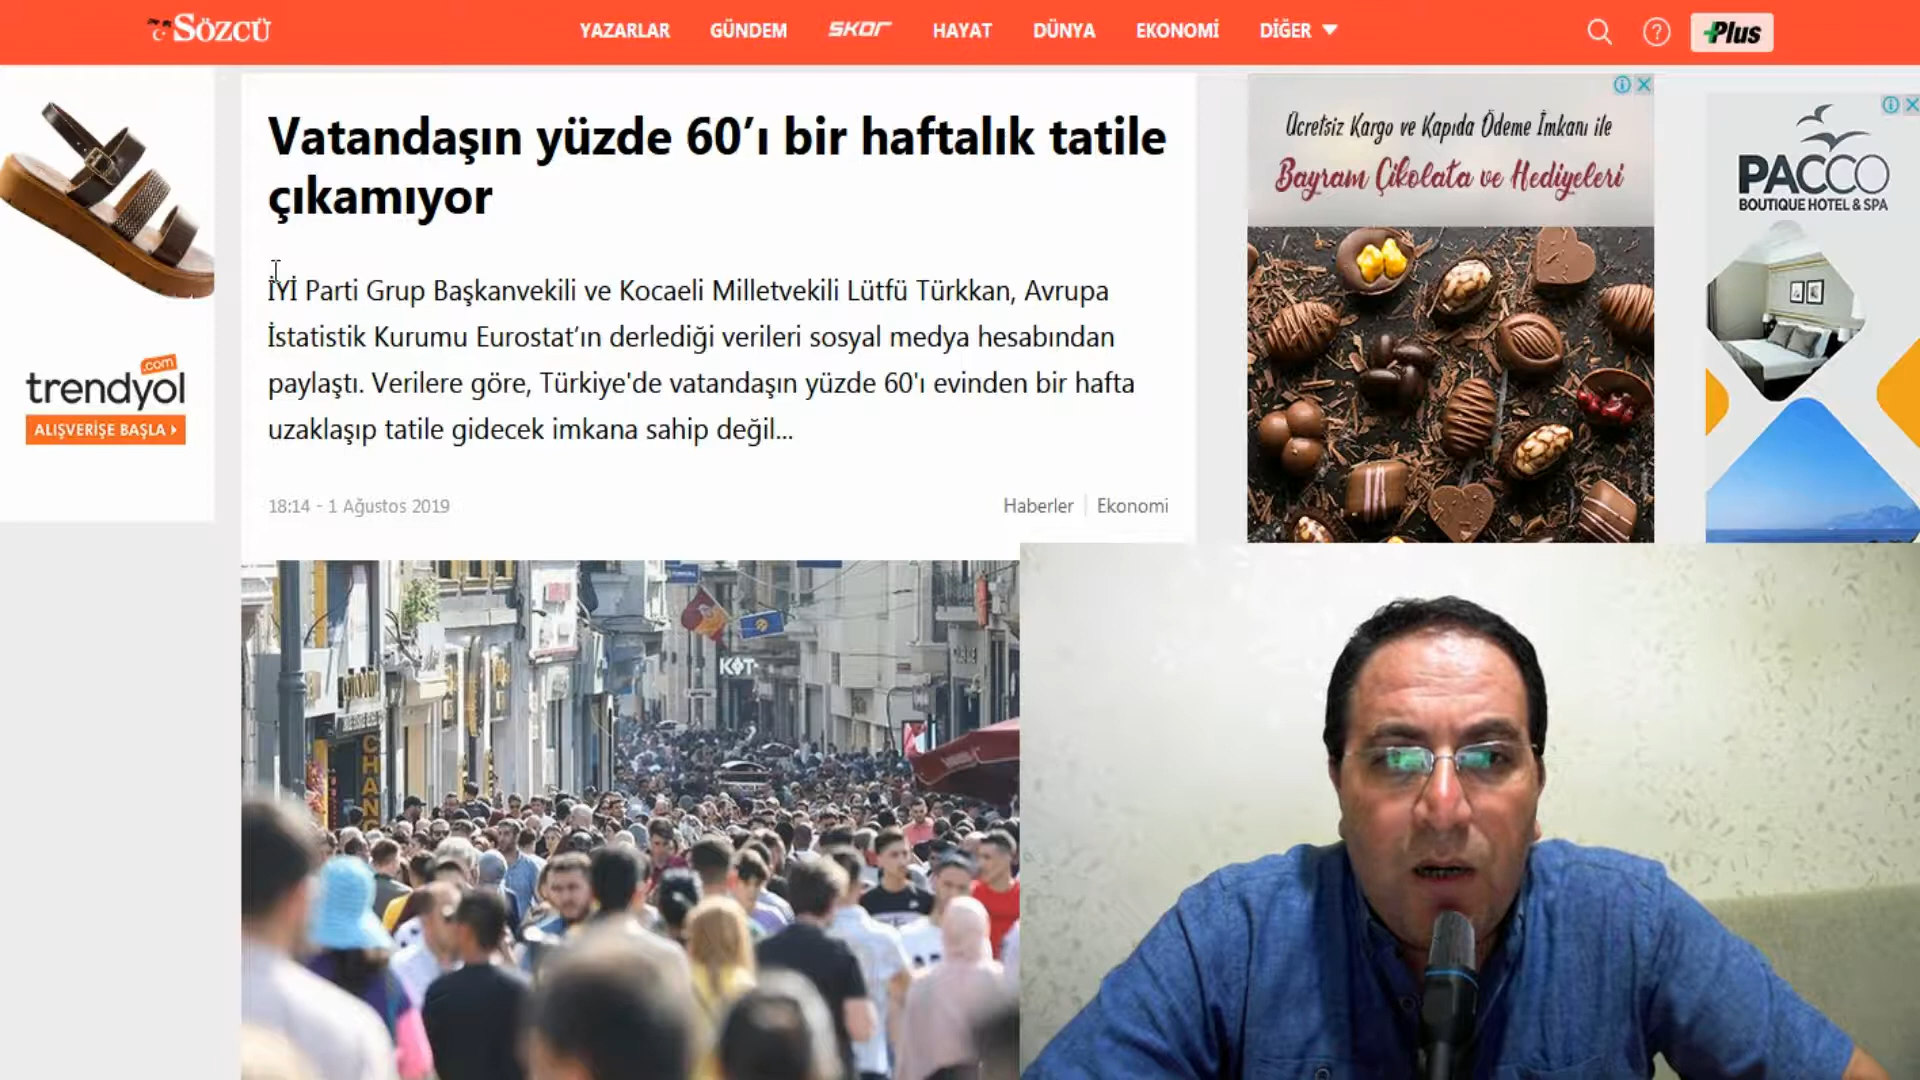 SÖZCÜ
YAZARLAR
GÜNDEM
SKOR
HAYAT
DÜNYA
EKONOMİ
DİĞER
Plus
Vatandaşın yüzde 60’ı bir haftalık tatile
çıkamıyor
İYİ Parti Grup Başkanvekili ve Kocaeli Milletvekili Lütfü Türkkan, Avrupa
İstatistik Kurumu Eurostat’ın derlediği verileri sosyal medya hesabından
paylaştı. Verilere göre, Türkiye'de vatandaşın yüzde 60'ı evinden bir hafta
uzaklaşıp tatile gidecek imkana sahip değil...
18:14 - 1 Ağustos 2019
Haberler
Ekonomi
.com
trendyol
ALIŞVERİŞE BAŞLA
Ücretsiz Kargo ve Kapıda Ödeme İmkanı ile
Bayram Çikolata ve Hediyeleri
PACCO
BOUTIQUE HOTEL & SPA
CHANG